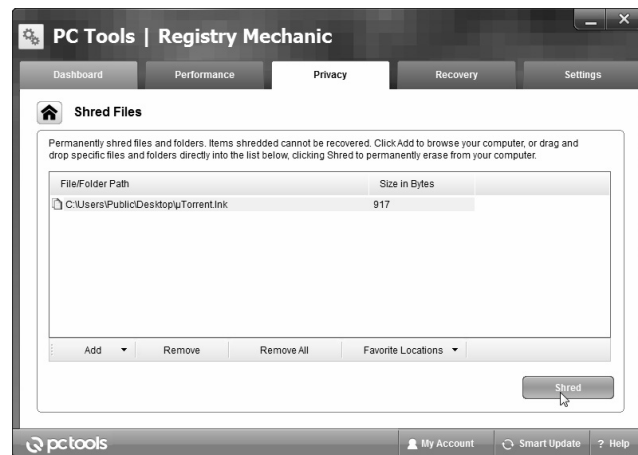 PC Tools | Registry Mechanic
Dashboard Performance Privacy Recovery Settings
Shred Files
Permanently shred files and folders. Items shredded cannot be recovered. Click Add to browse your computer, or drag and
drop specific files and folders directly into the list below, clicking Shred to permanently erase from your computer.
File/Folder Path Size in Bytes
C:\Users\Public\Desktop\µTorrent.lnk 917
Add Remove Remove All Favorite Locations
Shred
pctools My Account Smart Update ? Help